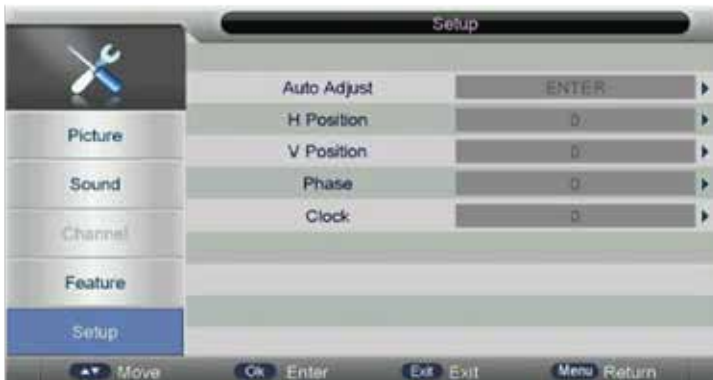 Setup
Auto Adjust ENTER
H Position 0
V Position 0
Phase 0
Clock 0
Picture
Sound
Channel
Feature
Setup
Move Ok Enter Exit Exit Menu Return